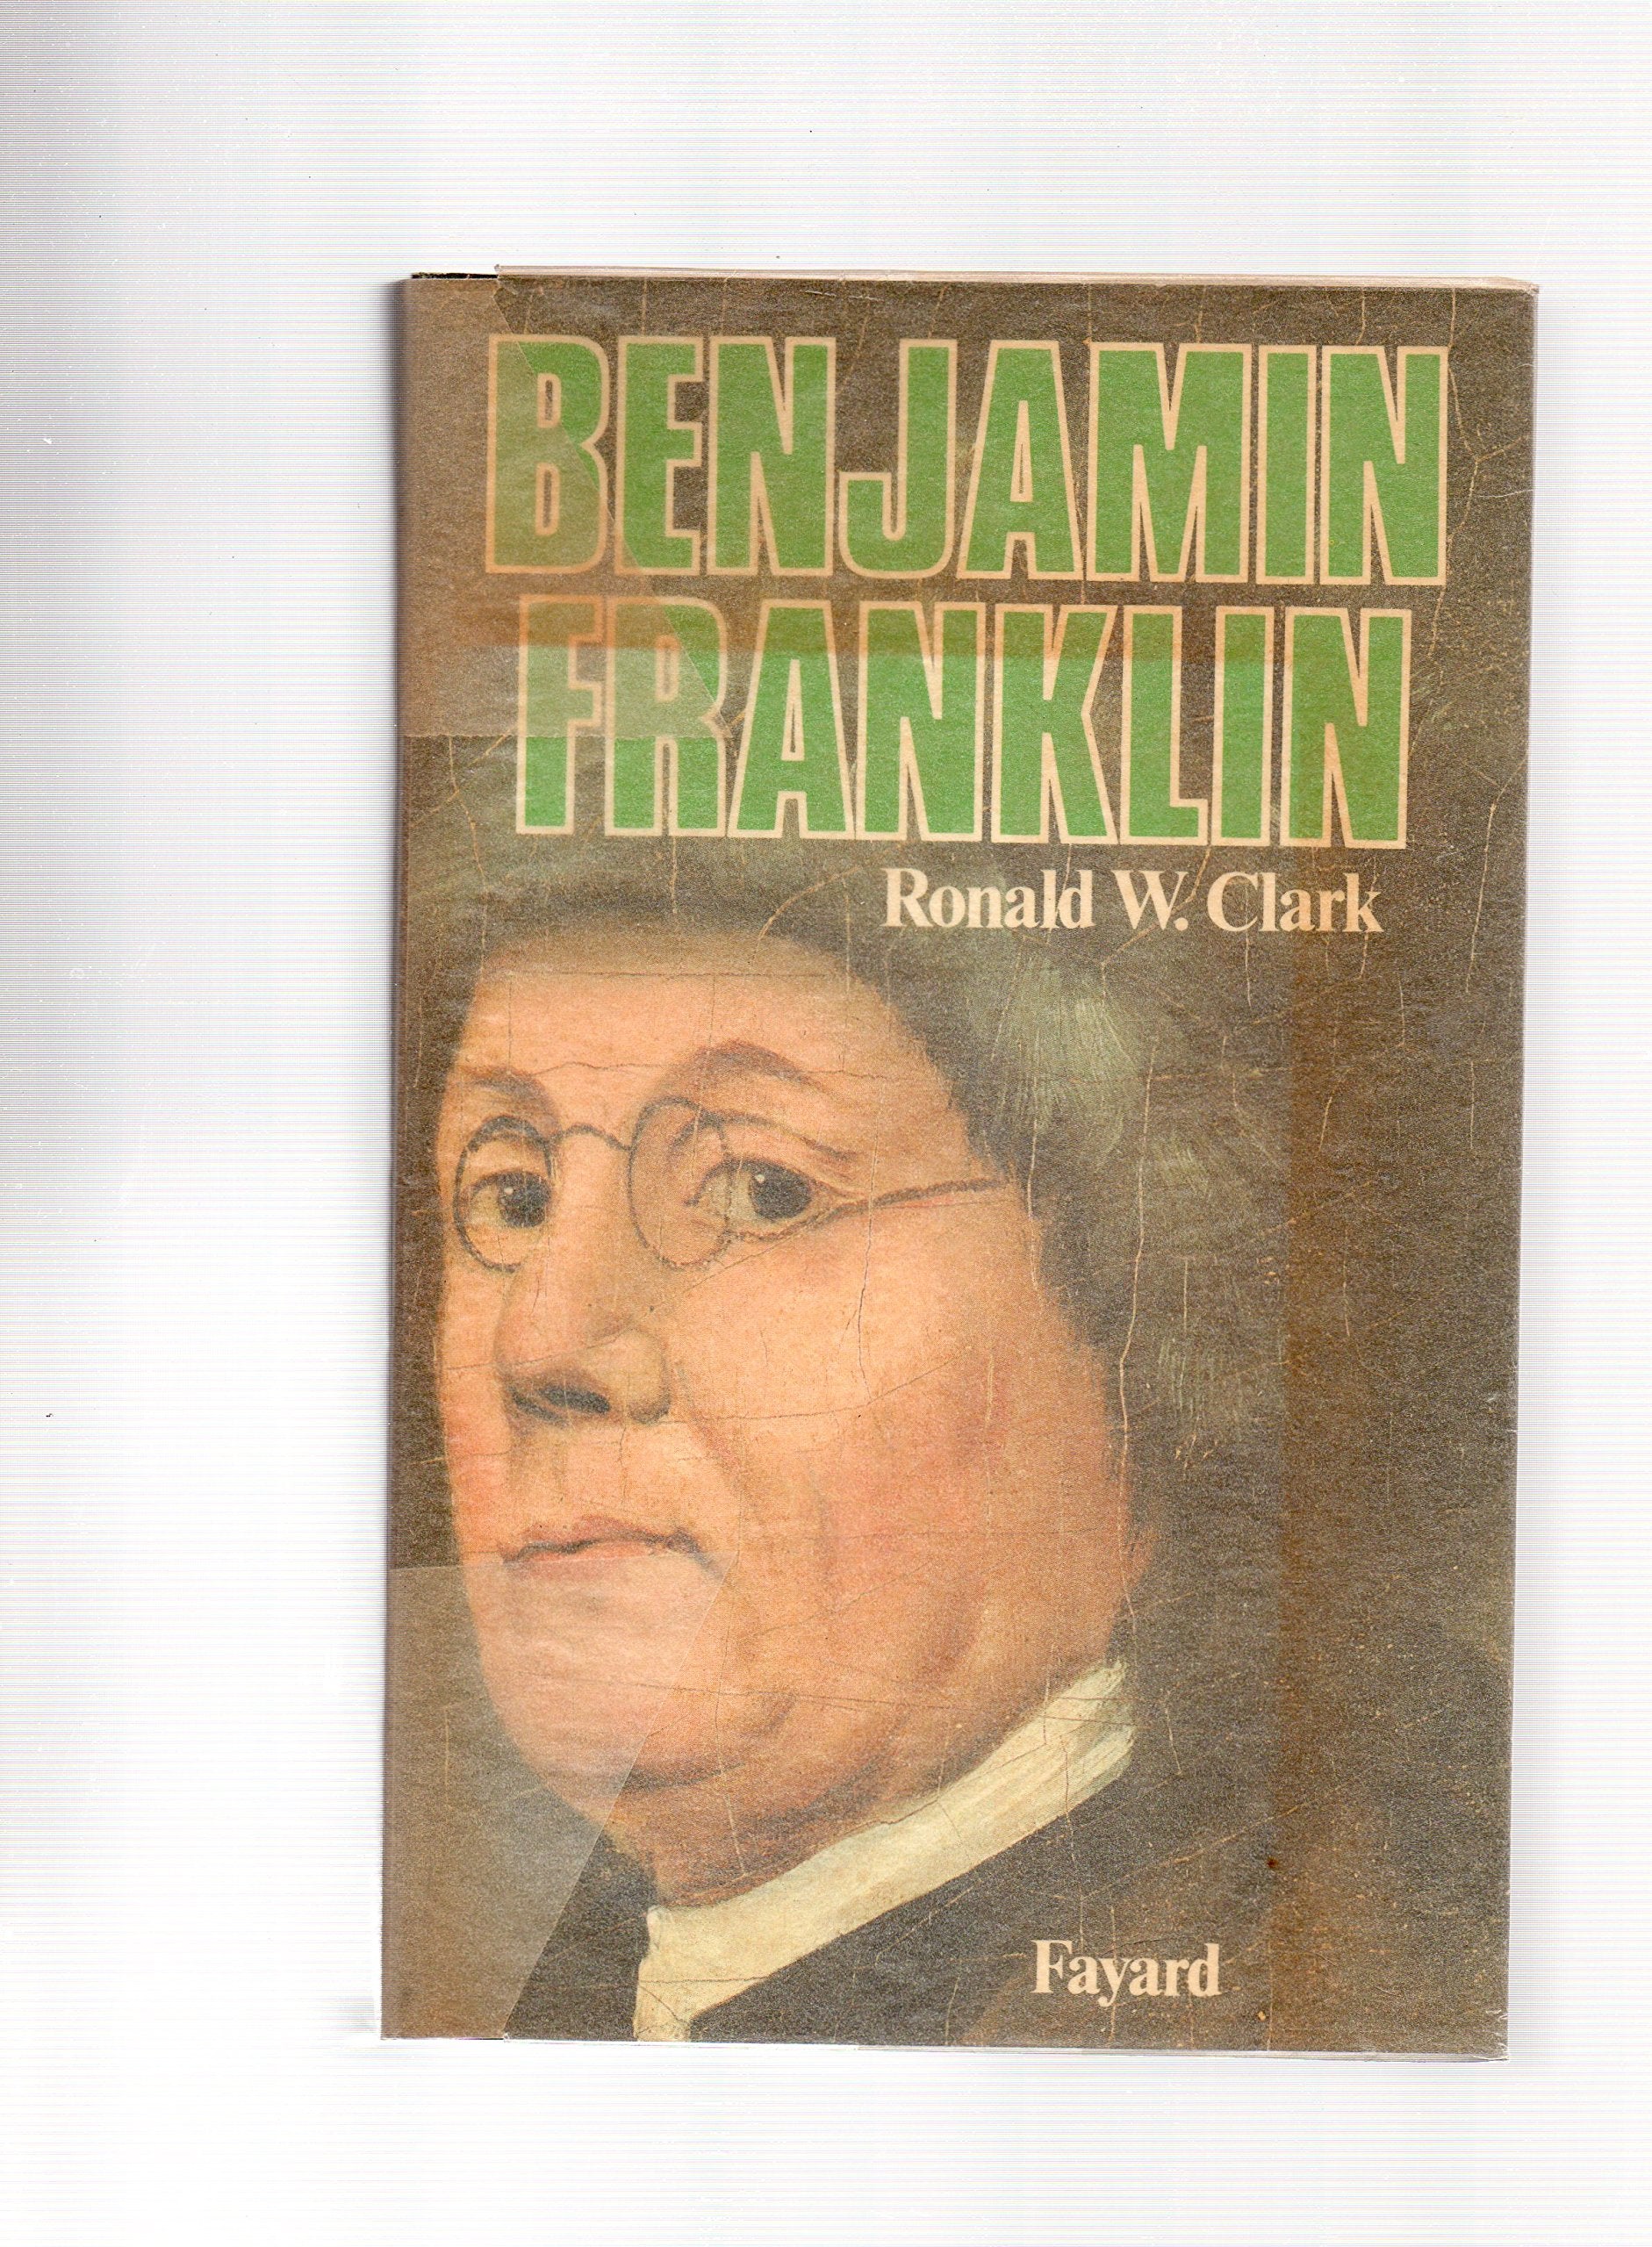 BENJAMIN
FRANKLIN
Ronald W. Clark
Fayard